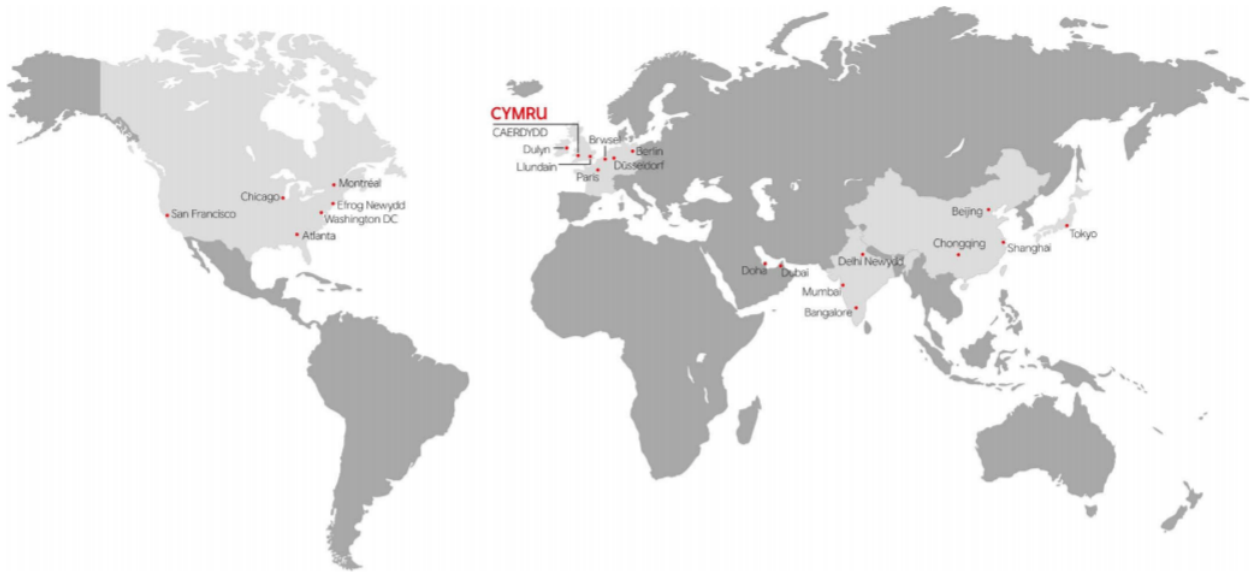 CYMRU
CAERDYDD
Brwsel
Dulyn
Berlin
Llundain
Düsseldorf
Paris
Montréal
Chicago
Efrog Newydd
San Francisco
Washington DC
Atlanta
Beijing
Tokyo
Chongqing
Shanghai
Doha
Dubai
Delhi Newydd
Mumbai
Bangalore